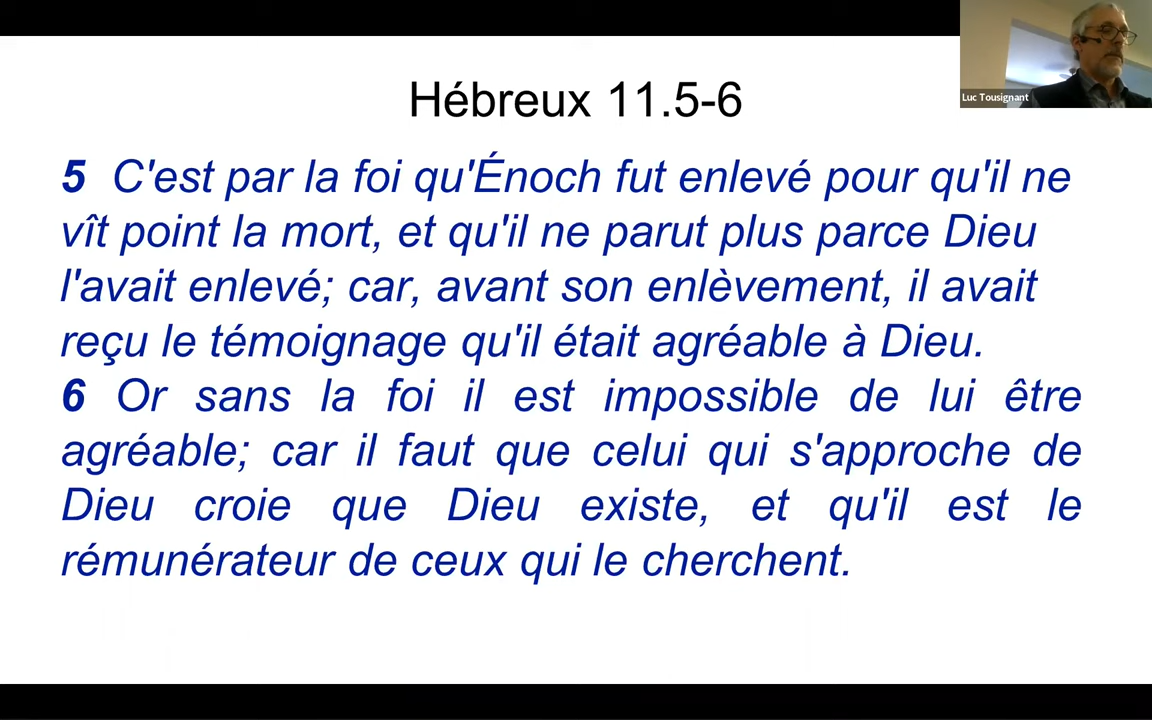 Hébreux 11.5-6
Luc Tousignant
5 C'est par la foi qu'Énoch fut enlevé pour qu'il ne
vît point la mort, et qu'il ne parut plus parce Dieu
l'avait enlevé; car, avant son enlèvement, il avait
reçu le témoignage qu'il était agréable à Dieu.
6 Or sans la foi il est impossible de lui être
agréable; car il faut que celui qui s'approche de
Dieu croie que Dieu existe, et qu'il est le
rémunérateur de ceux qui le cherchent.